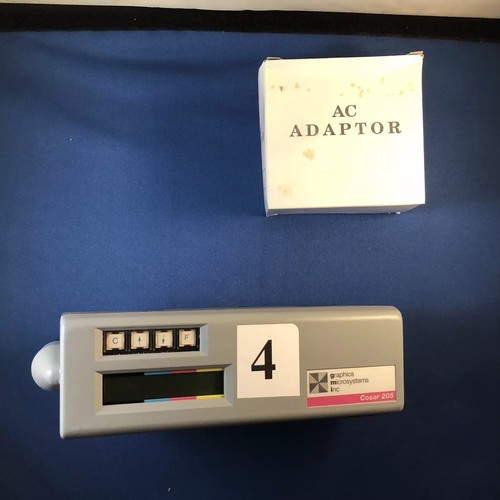 AC
ADAPTOR
C
F
4
graphics
microsystems
inc
Cosar 205